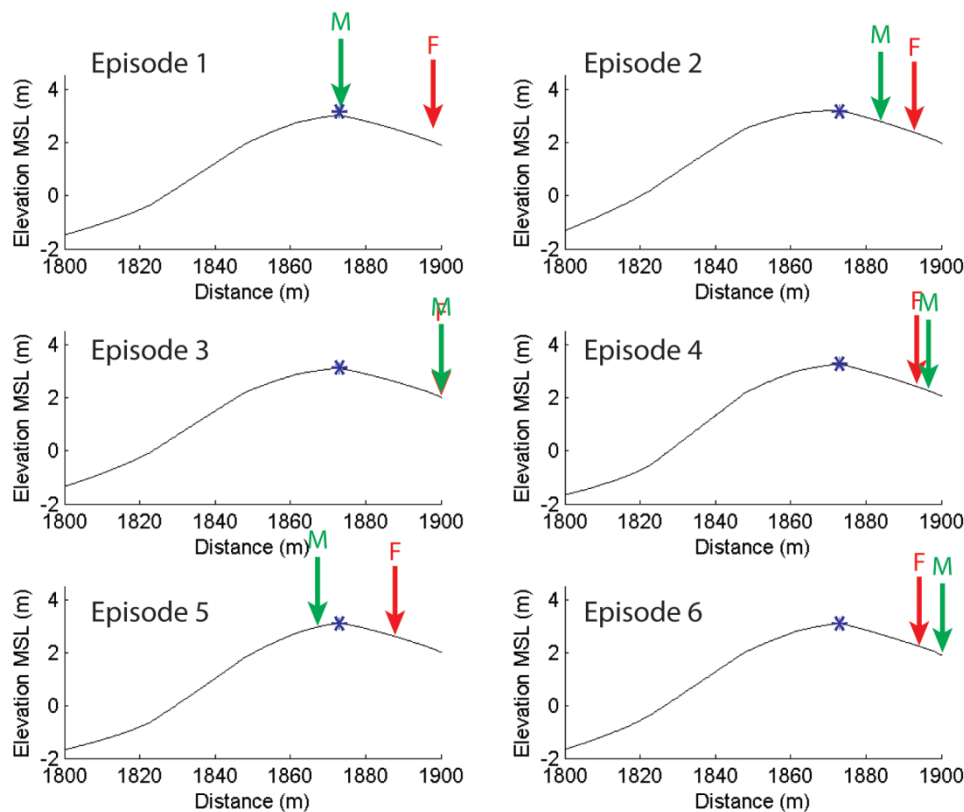 M
F
Episode 1
Elevation MSL (m)
4
2
0
-2
1800 1820 1840 1860 1880 1900
Distance (m)
M
F
Episode 2
Elevation MSL (m)
4
2
0
-2
1800 1820 1840 1860 1880 1900
Distance (m)
F
M
Episode 3
Elevation MSL (m)
4
2
0
-2
1800 1820 1840 1860 1880 1900
Distance (m)
F M
Episode 4
Elevation MSL (m)
4
2
0
-2
1800 1820 1840 1860 1880 1900
Distance (m)
M
F
Episode 5
Elevation MSL (m)
4
2
0
-2
1800 1820 1840 1860 1880 1900
Distance (m)
F
M
Episode 6
Elevation MSL (m)
4
2
0
-2
1800 1820 1840 1860 1880 1900
Distance (m)